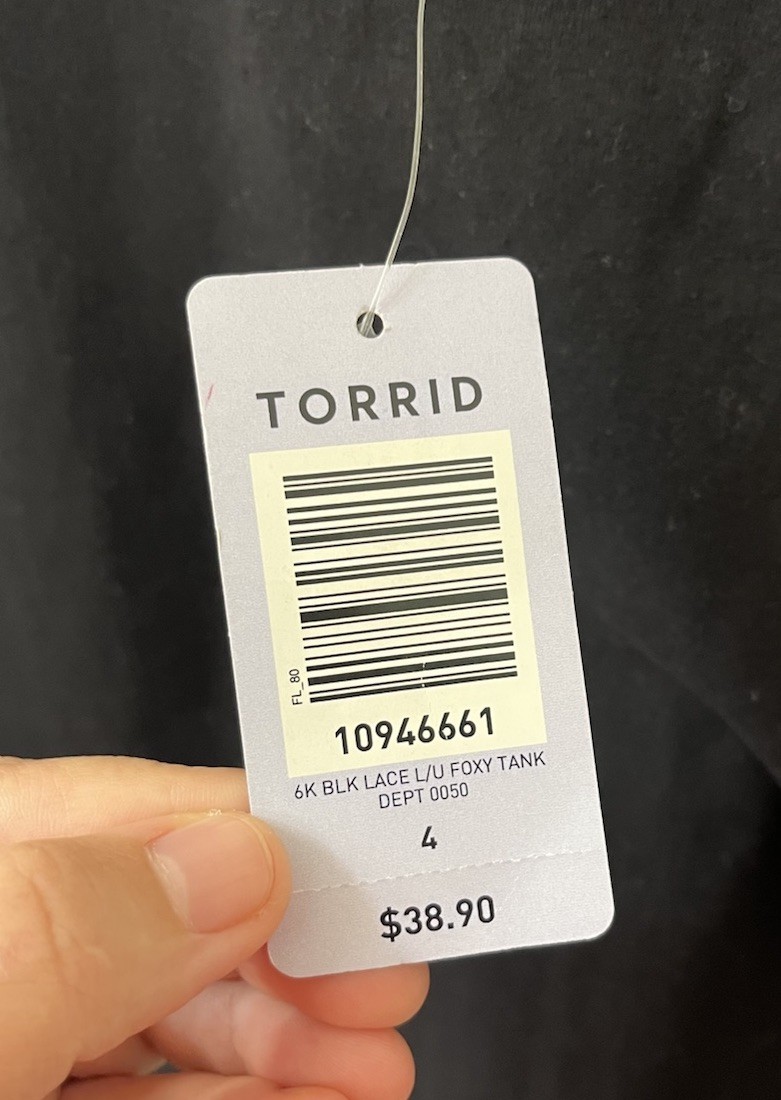 TORRID
FL_80
10946661
6K BLK LACE L/U FOXY TANK
DEPT 0050
4
$38.90